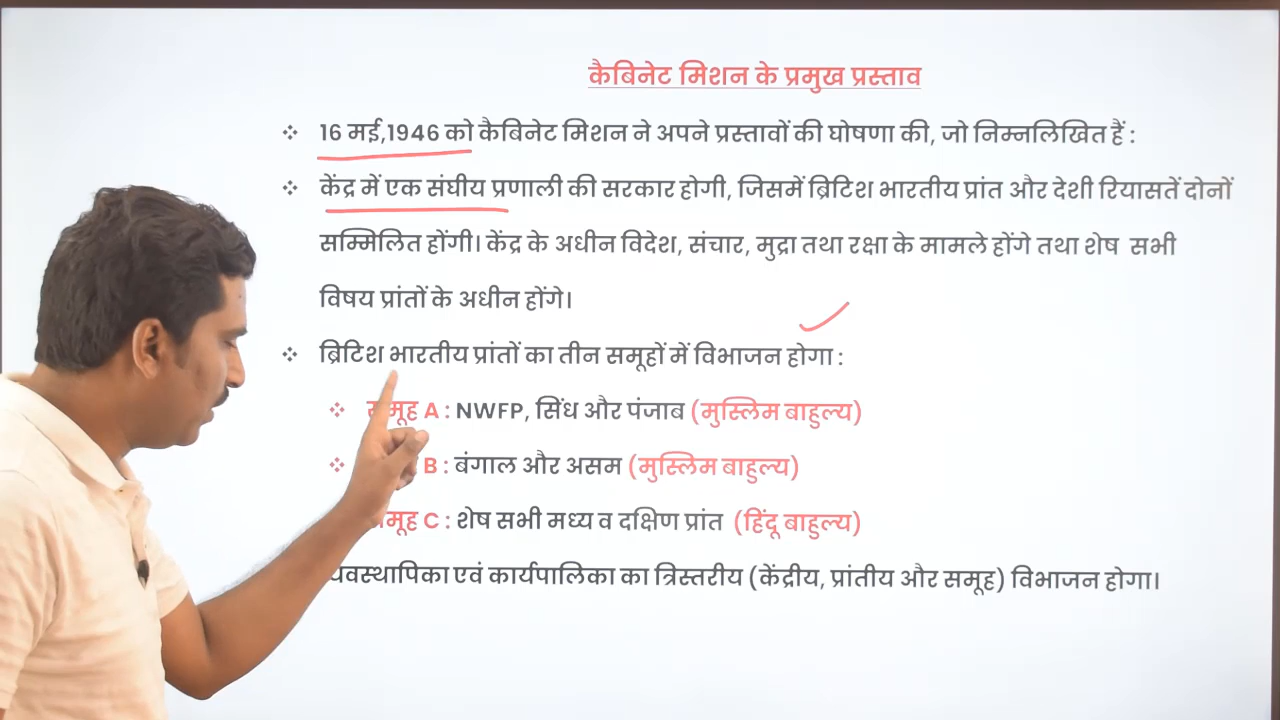 कैबिनेट मिशन के प्रमुख प्रस्ताव
16 मई,1946 को कैबिनेट मिशन ने अपने प्रस्तावों की घोषणा की, जो निम्नलिखित हैं :
केंद्र में एक संघीय प्रणाली की सरकार होगी, जिसमें ब्रिटिश भारतीय प्रांत और देशी रियासतें दोनों
सम्मिलित होंगी। केंद्र के अधीन विदेश, संचार, मुद्रा तथा रक्षा के मामले होंगे तथा शेष सभी
विषय प्रांतों के अधीन होंगे।
ब्रिटिश भारतीय प्रांतों का तीन समूहों में विभाजन होगा :
समूह A : NWFP, सिंध और पंजाब (मुस्लिम बाहुल्य)
B : बंगाल और असम (मुस्लिम बाहुल्य)
समूह C : शेष सभी मध्य व दक्षिण प्रांत (हिंदू बाहुल्य)
व्यवस्थापिका एवं कार्यपालिका का त्रिस्तरीय (केंद्रीय, प्रांतीय और समूह) विभाजन होगा।